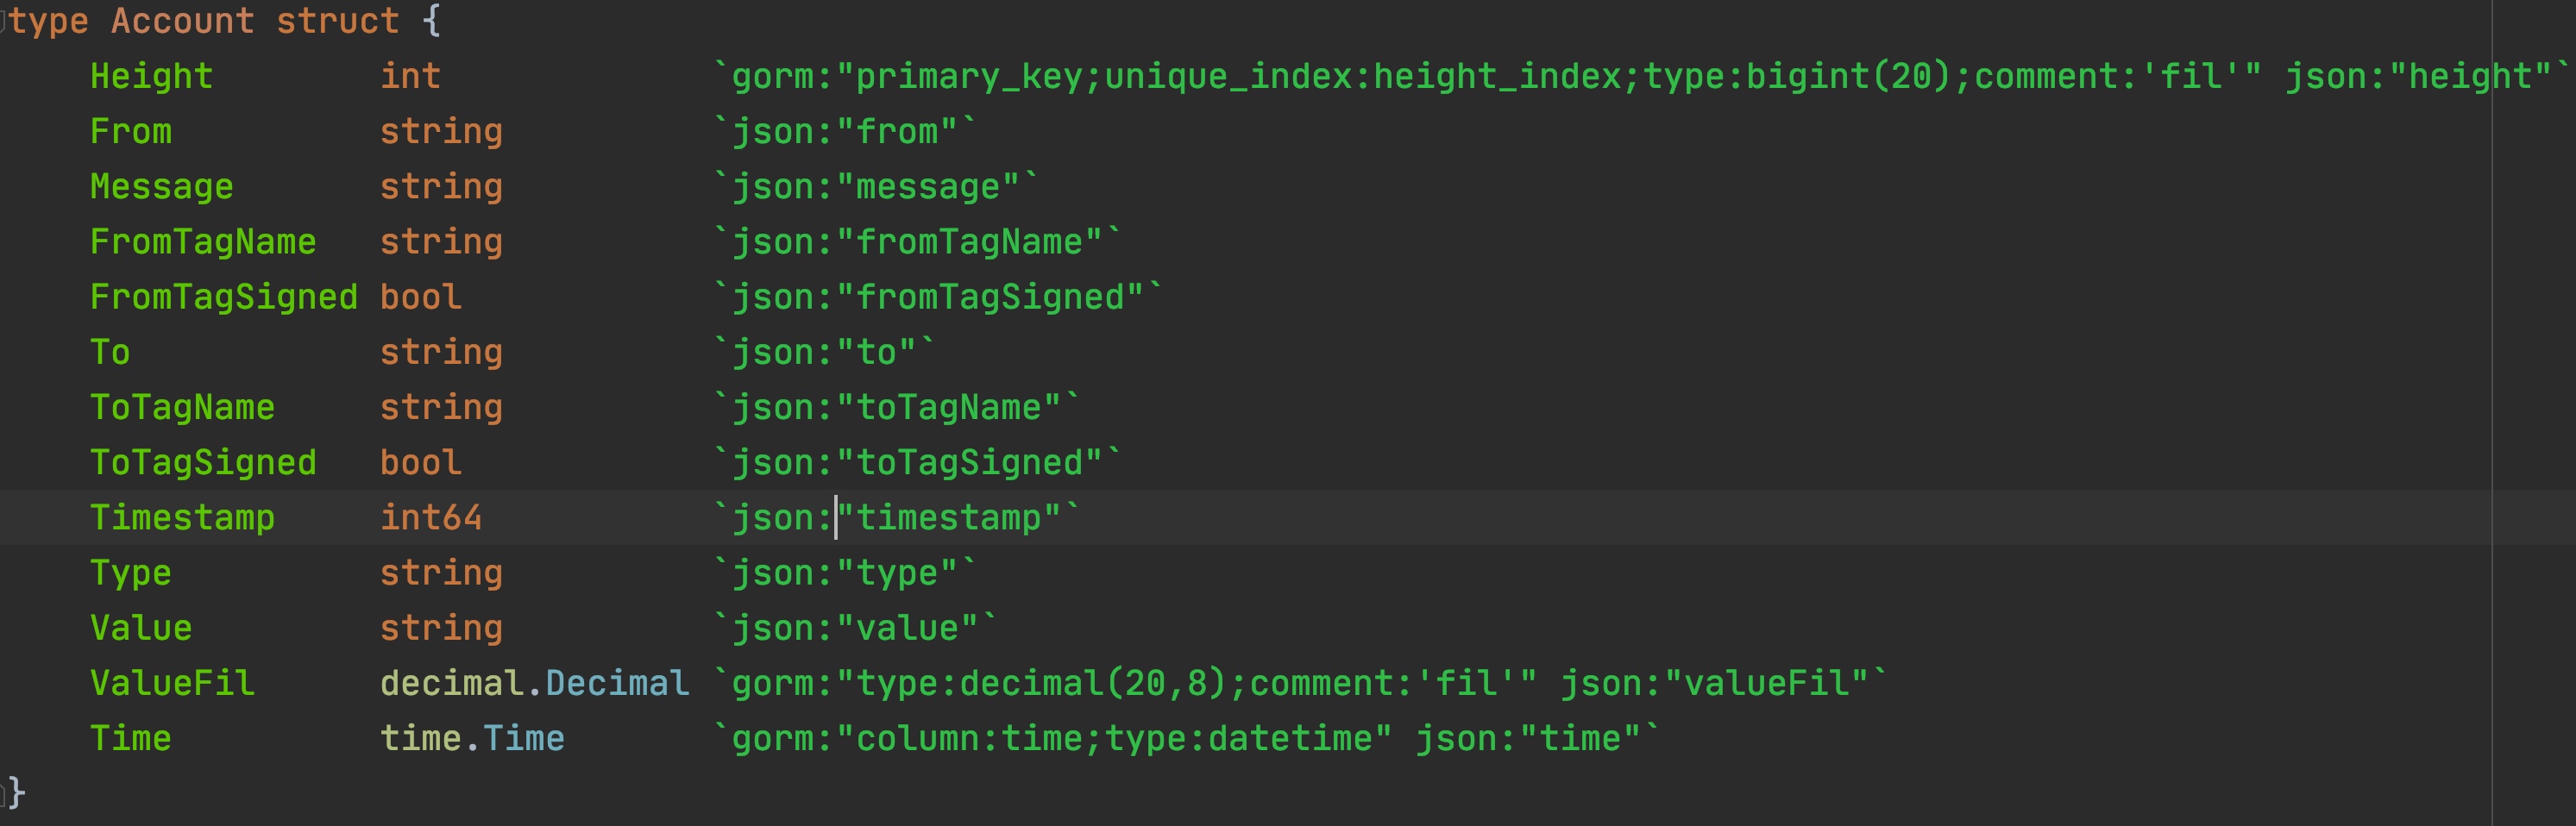 type Account struct {
    Height        int             `gorm:"primary_key;unique_index:height_index;type:bigint(20);comment:'fil'" json:"height"`
    From          string          `json:"from"`
    Message       string          `json:"message"`
    FromTagName   string          `json:"fromTagName"`
    FromTagSigned bool            `json:"fromTagSigned"`
    To            string          `json:"to"`
    ToTagName     string          `json:"toTagName"`
    ToTagSigned   bool            `json:"toTagSigned"`
    Timestamp     int64           `json:"timestamp"`
    Type          string          `json:"type"`
    Value         string          `json:"value"`
    ValueFil      decimal.Decimal `gorm:"type:decimal(20,8);comment:'fil'" json:"valueFil"`
    Time          time.Time       `gorm:"column:time;type:datetime" json:"time"`
}